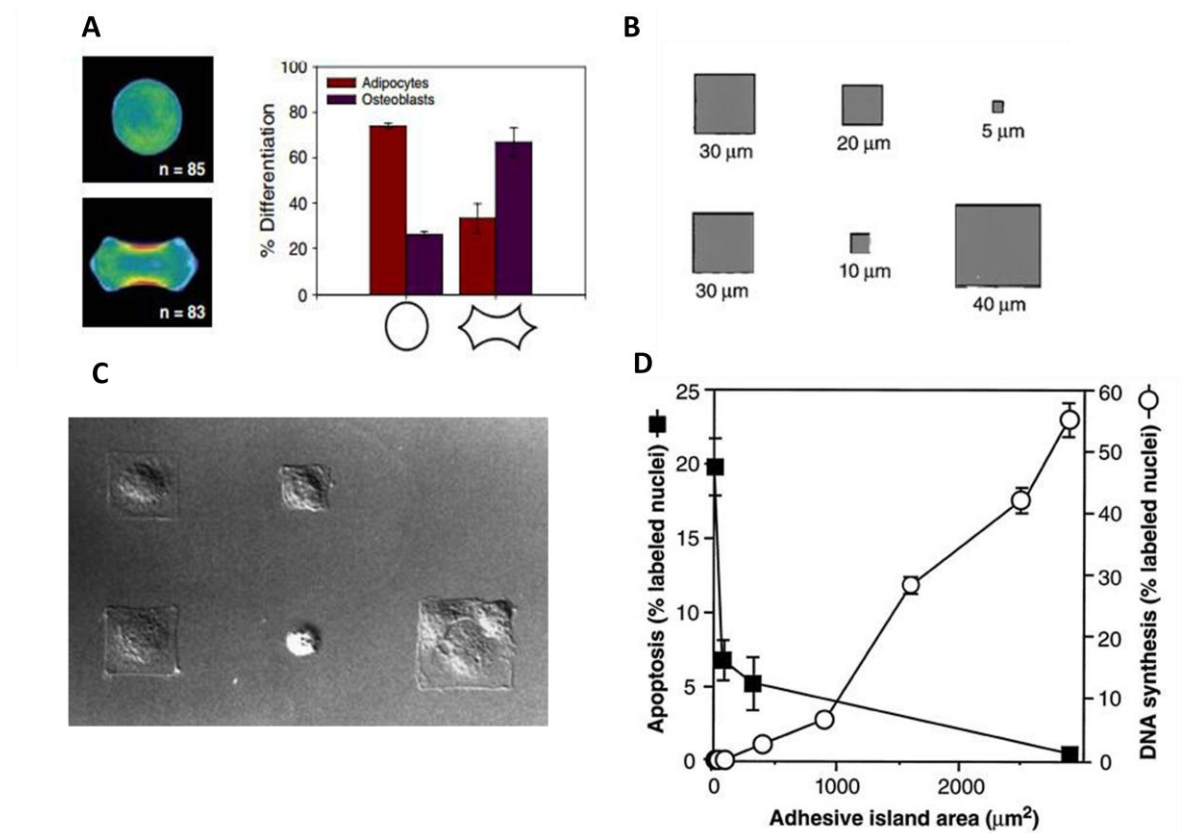 A
n = 85
n = 83
% Differentiation
100
80
60
40
20
0
Adipocytes
Osteoblasts
B
30 µm
20 µm
5 µm
30 µm
10 µm
40 µm
C
D
Apoptosis (% labeled nuclei)
25
20
15
10
5
0
60
50
40
30
20
10
0
DNA synthesis (% labeled nuclei)
0
1000
2000
Adhesive island area (µm²)